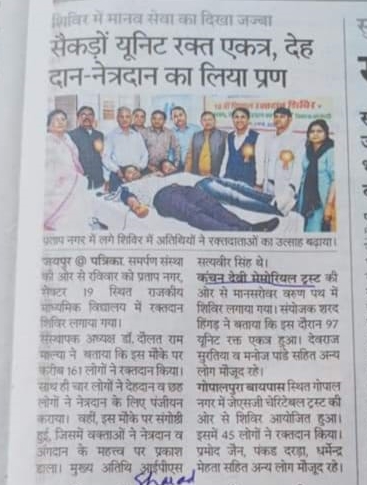 शिविर में मानव सेवा का दिखा जज्बा
सैकड़ों यूनिट रक्त एकत्र, देह
दान-नेत्रदान का लिया प्रण
प्रताप नगर में लगे शिविर में अतिथियों ने रक्तदाताओं का उत्साह बढ़ाया।
जयपुर @ पत्रिका. समर्पण संस्था
की ओर से रविवार को प्रताप नगर,
सेक्टर 19 स्थित राजकीय
माध्यमिक विद्यालय में रक्तदान
शिविर लगाया गया।
संस्थापक अध्यक्ष डॉ. दौलत राम
माल्या ने बताया कि इस मौके पर
करीब 161 लोगों ने रक्तदान किया।
साथ ही चार लोगों ने देहदान व छह
लोगों ने नेत्रदान के लिए पंजीयन
कराया। वहीं, इस मौके पर संगोष्ठी
हुई, जिसमें वक्ताओं ने नेत्रदान व
अंगदान के महत्त्व पर प्रकाश
डाला। मुख्य अतिथि आईपीएस
सत्यवीर सिंह थे।
कंचन देवी मेमोरियल ट्रस्ट की
ओर से मानसरोवर वरुण पथ में
शिविर लगाया गया। संयोजक शरद
हिंगड़ ने बताया कि इस दौरान 97
यूनिट रक्त एकत्र हुआ। देवराज
सुरतिया व मनोज पांडे सहित अन्य
लोग मौजूद रहे।
गोपालपुरा बायपास स्थित गोपाल
नगर में जेएसजी चेरिटेबल ट्रस्ट की
ओर से शिविर आयोजित हुआ।
इसमें 45 लोगों ने रक्तदान किया।
प्रमोद जैन, पंकड दरड़ा, धर्मेन्द्र
मेहता सहित अन्य लोग मौजूद रहे।
Sharad